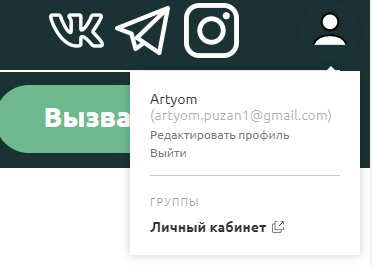 Вызва
Artyom
(artyom.puzan1@gmail.com)
Редактировать профиль
Выйти
ГРУППЫ
Личный кабинет